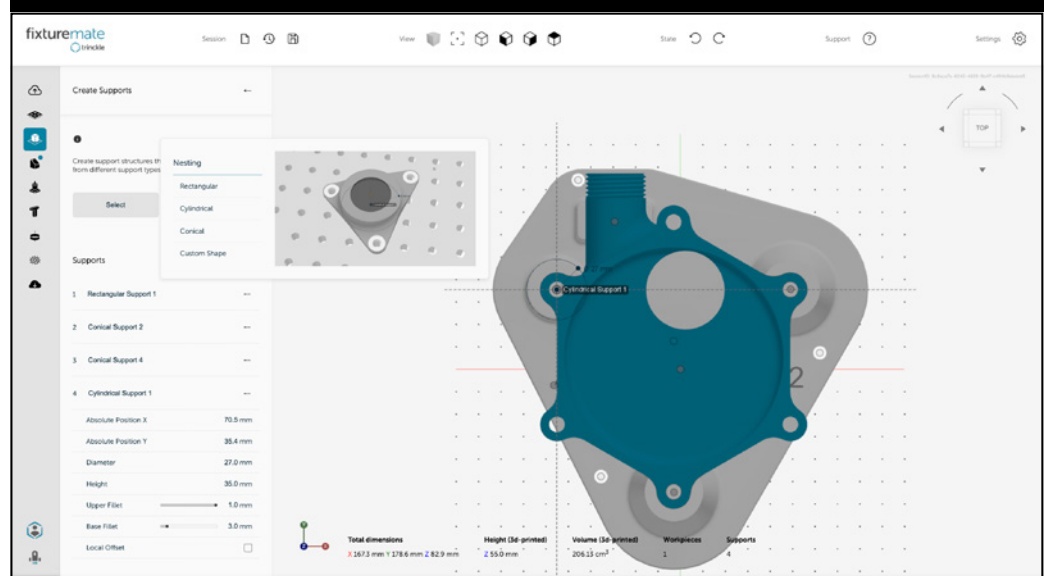 fixturemate
trinckle
Session
View
State
Support
Settings
Create Supports
TOP
Create support structures th
from different support types
Select
Nesting
Rectangular
Cylindrical
Conical
Custom Shape
Supports
1 Rectangular Support 1
2 Conical Support 2
3 Conical Support 4
4 Cylindrical Support 1
Absolute Position X 70.5 mm
Absolute Position Y 35.4 mm
Diameter 27.0 mm
Height 35.0 mm
Upper Fillet 1.0 mm
Base Fillet 3.0 mm
Local Offset
Cylindrical Support 1
2
Total dimensions
X 167.3 mm Y 178.6 mm Z 82.9 mm
Height (3d-printed)
Z 55.0 mm
Volume (3d-printed)
206.13 cm³
Workpieces
1
Supports
4